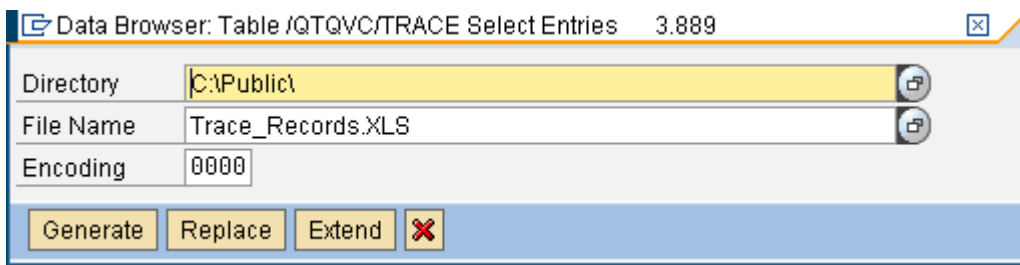 Data Browser: Table /QTQVC/TRACE Select Entries 3.889
Directory C:\Public\
File Name Trace_Records.XLS
Encoding 0000
Generate Replace Extend